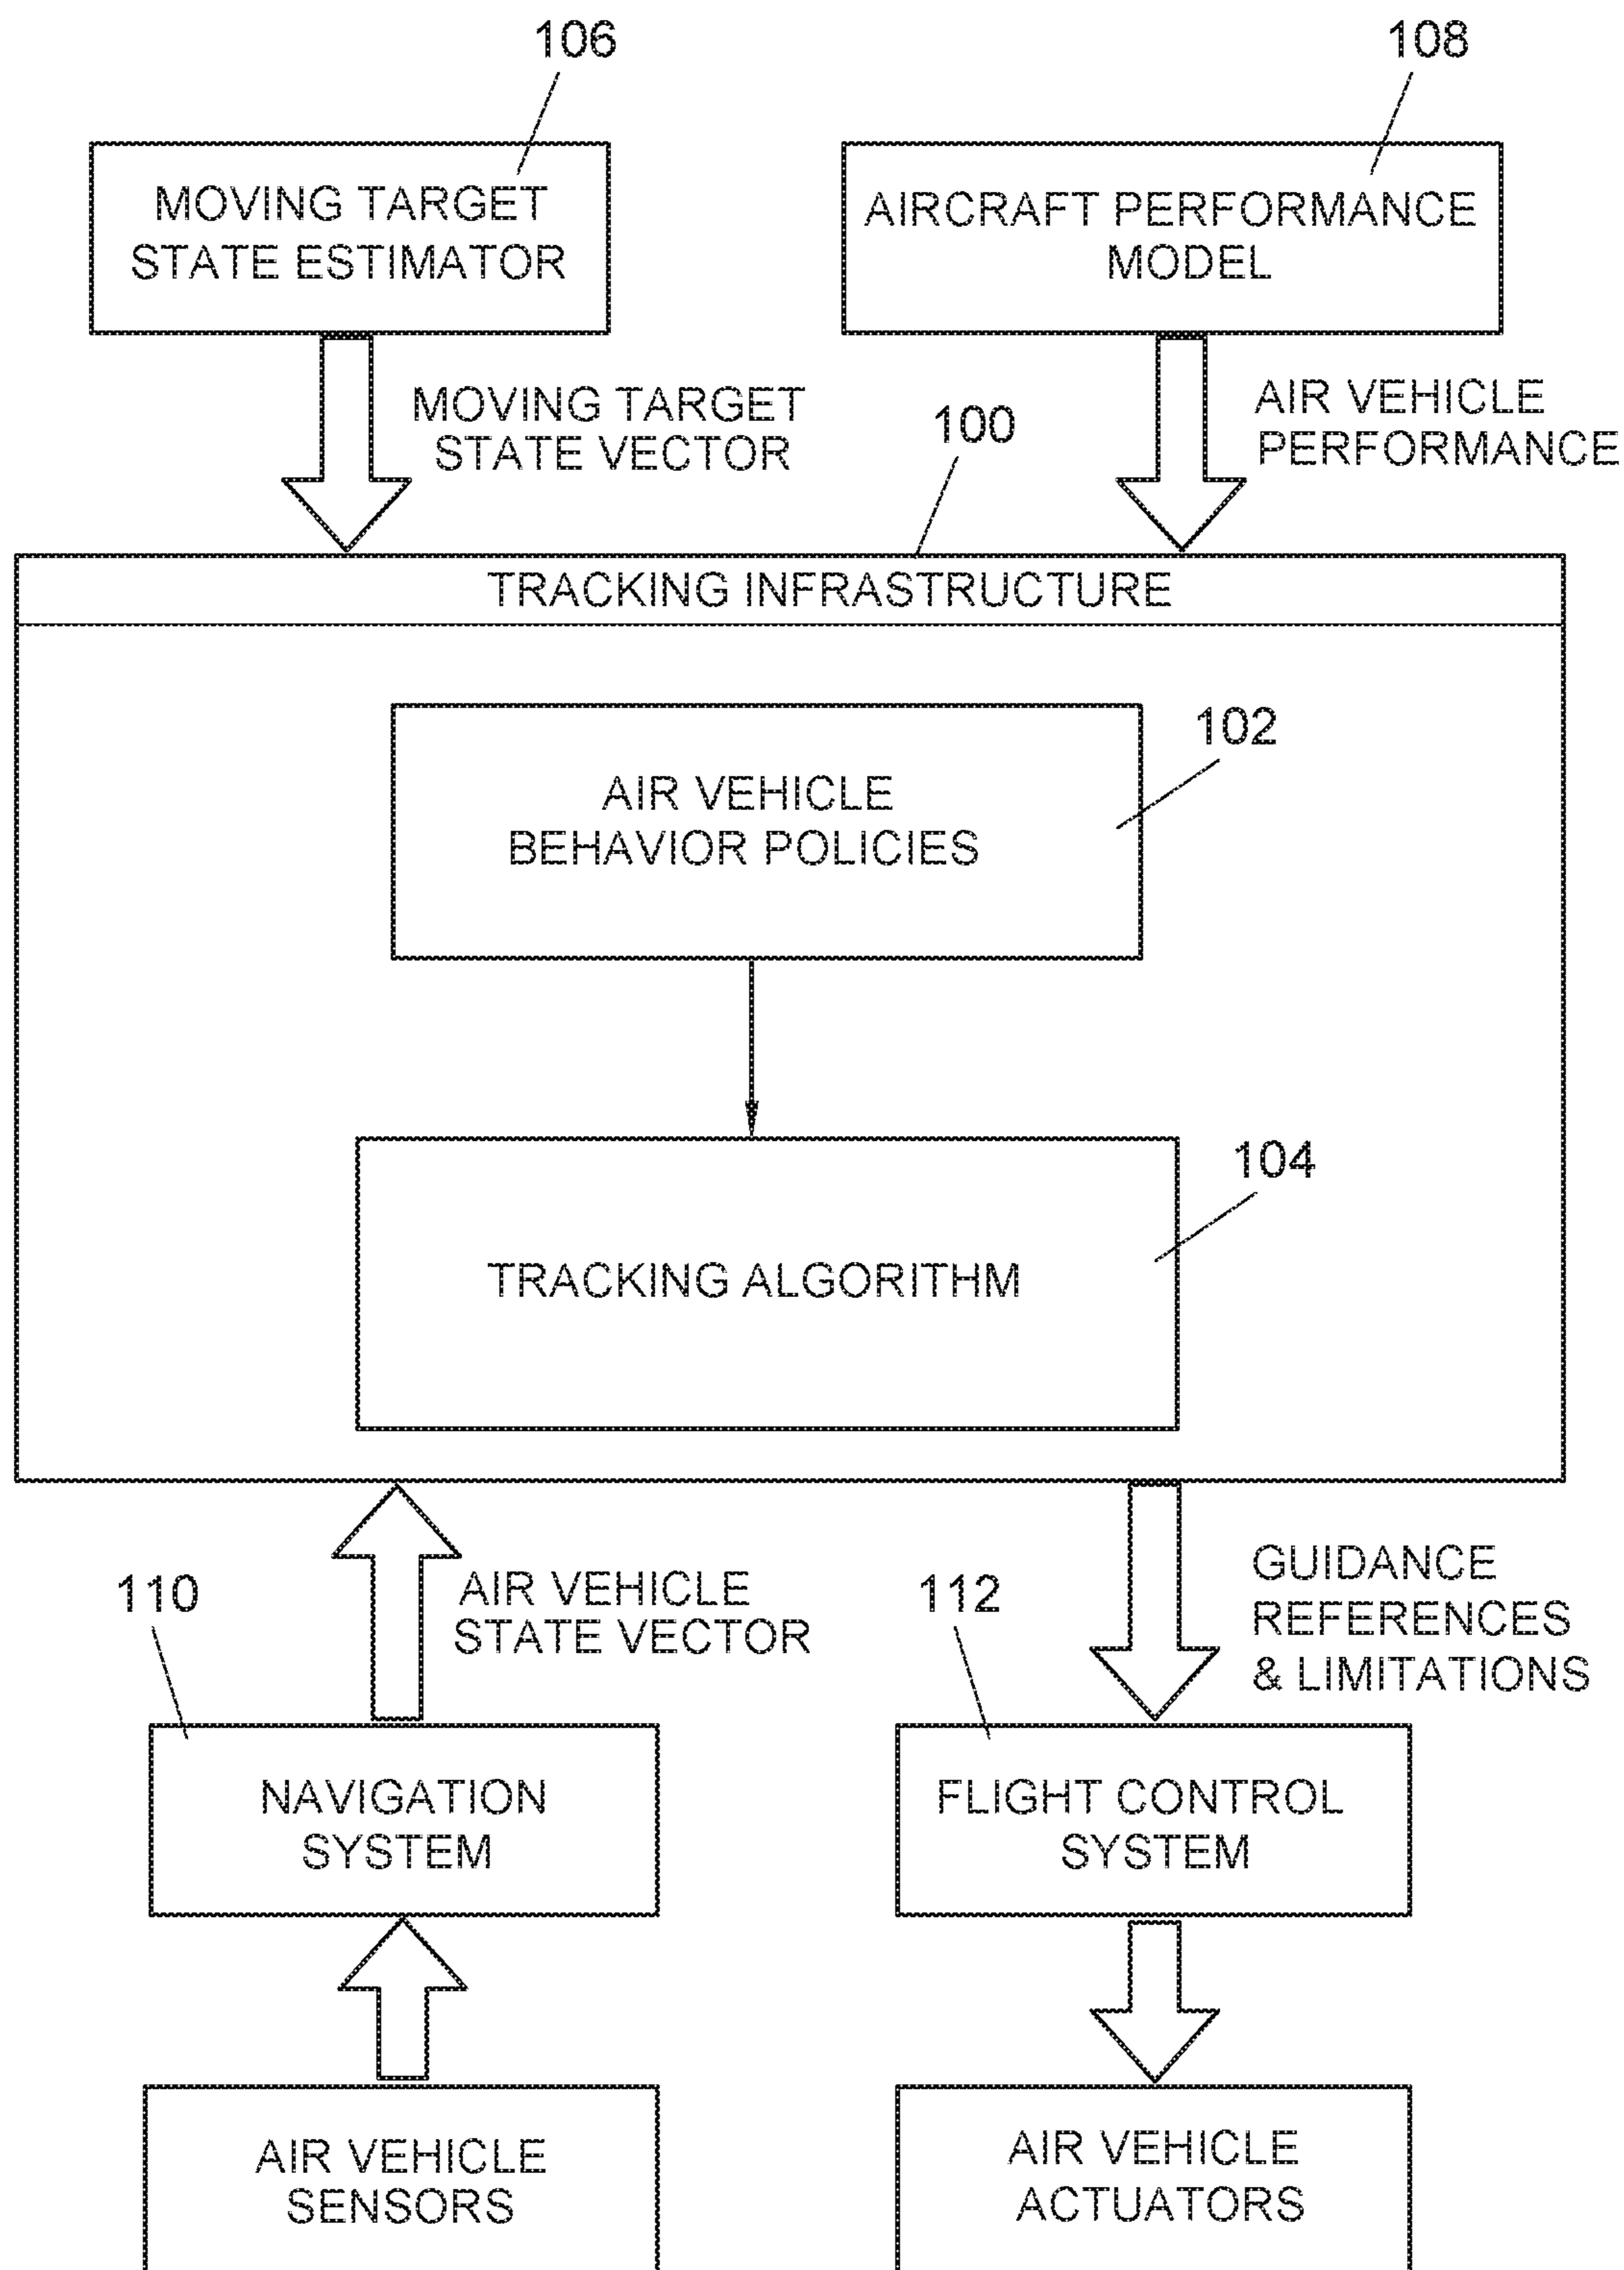 106
108
MOVING TARGET
STATE ESTIMATOR
AIRCRAFT PERFORMANCE
MODEL
MOVING TARGET
STATE VECTOR
100
AIR VEHICLE
PERFORMANCE
TRACKING INFRASTRUCTURE
102
AIR VEHICLE
BEHAVIOR POLICIES
104
TRACKING ALGORITHM
110
AIR VEHICLE
STATE VECTOR
112
GUIDANCE
REFERENCES
& LIMITATIONS
NAVIGATION
SYSTEM
FLIGHT CONTROL
SYSTEM
AIR VEHICLE
SENSORS
AIR VEHICLE
ACTUATORS